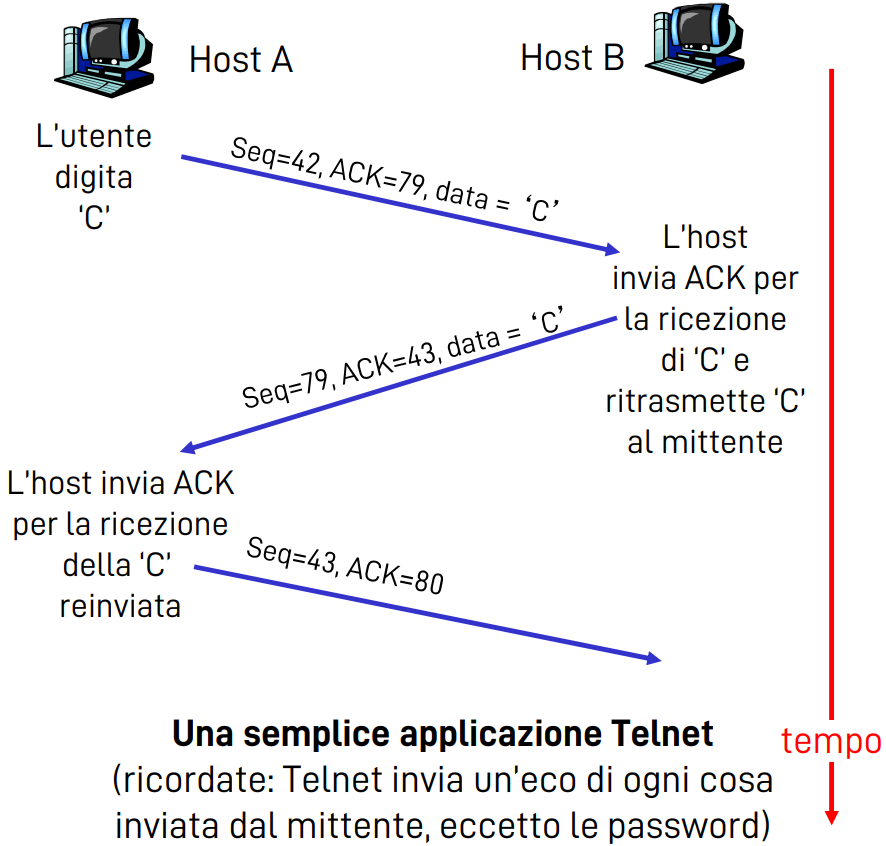 Host A
Host B
L'utente
digita
‘C’
Seq=42, ACK=79, data = ‘C’
L'host
invia ACK per
la ricezione
di ‘C’ e
ritrasmette ‘C’
al mittente
Seq=79, ACK=43, data = ‘C’
L'host invia ACK
per la ricezione
della ‘C’
reinviata
Seq=43, ACK=80
Una semplice applicazione Telnet
(ricordate: Telnet invia un'eco di ogni cosa
inviata dal mittente, eccetto le password)
tempo